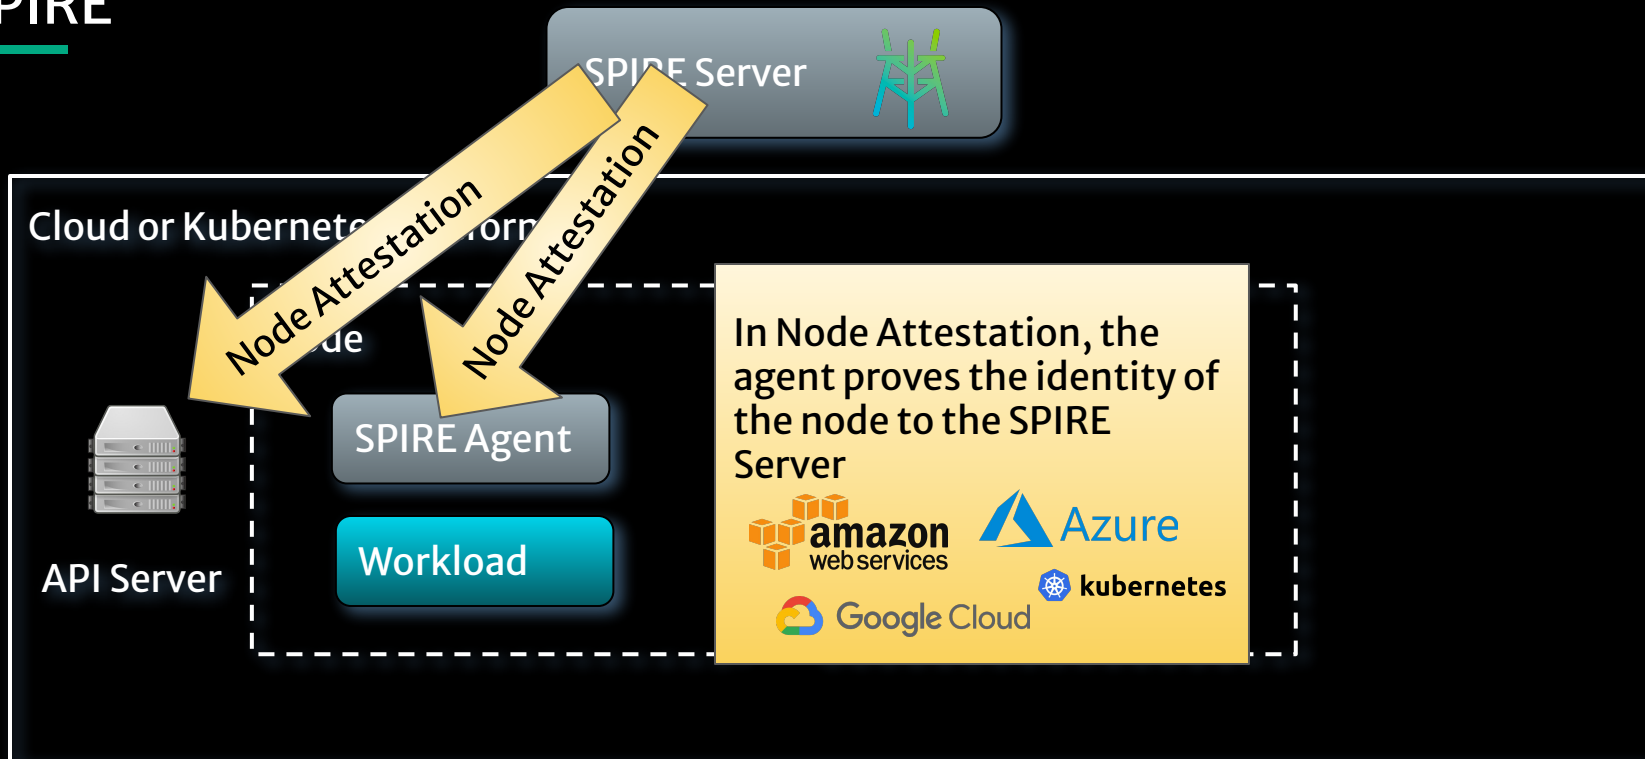 PIRE
SPIRE Server
Cloud or Kubernete
Node Attestation
Node Attestation
SPIRE Agent
Workload
API Server
In Node Attestation, the
agent proves the identity of
the node to the SPIRE
Server
amazon
web services
Azure
kubernetes
Google Cloud